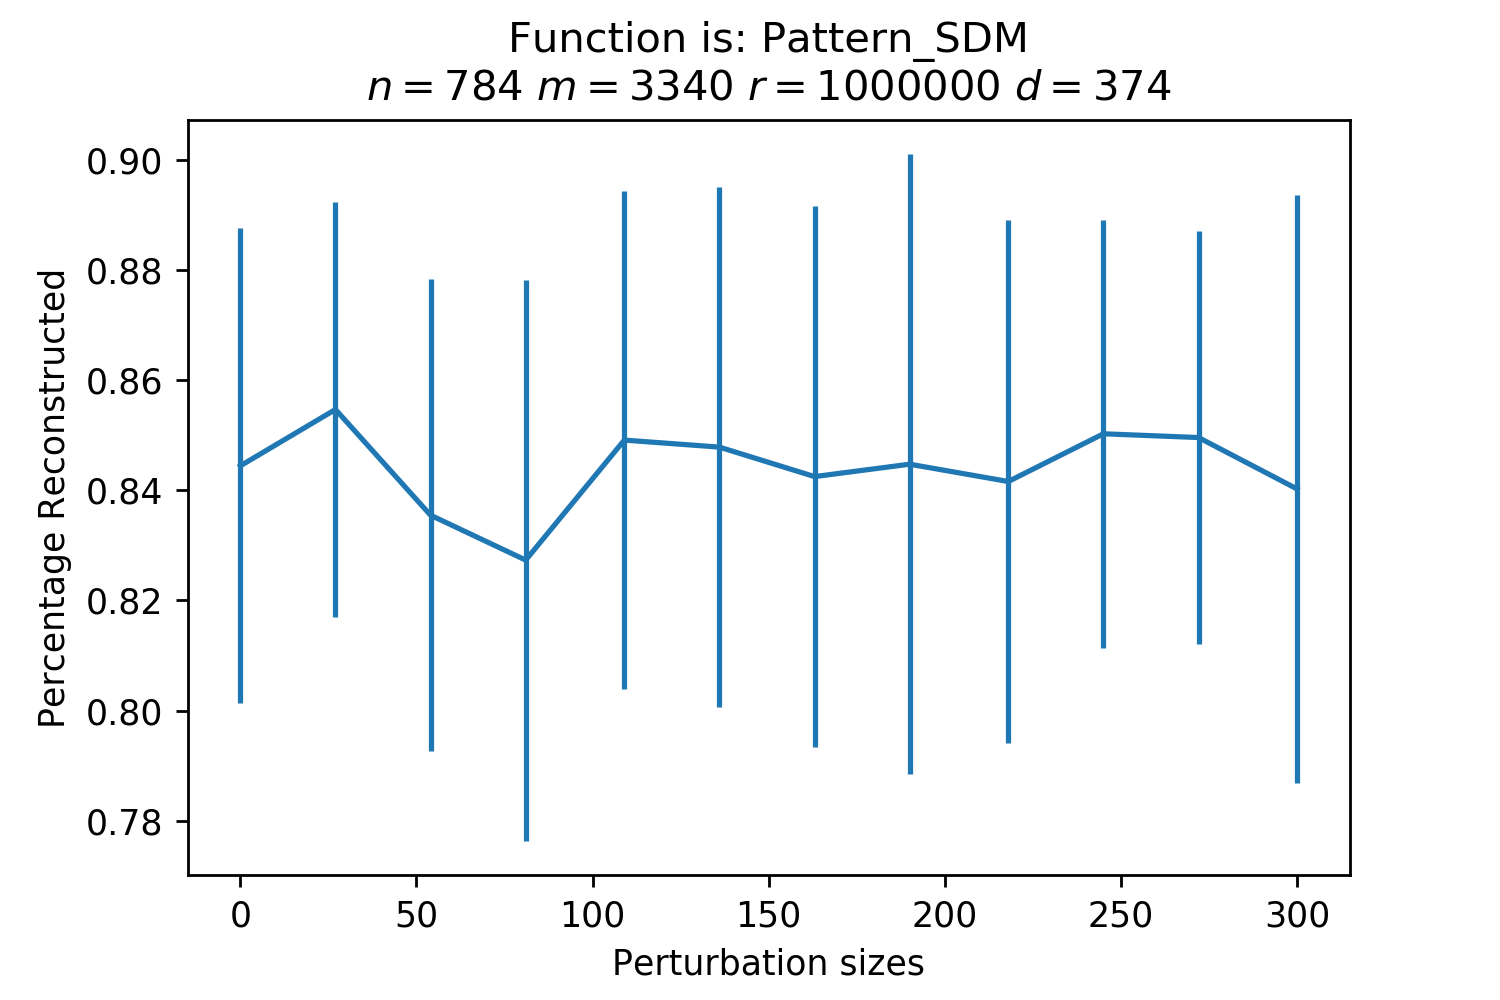 Function is: Pattern_SDM
n = 784 m = 3340 r = 1000000 d = 374
Percentage Reconstructed
0.90
0.88
0.86
0.84
0.82
0.80
0.78
0 50 100 150 200 250 300
Perturbation sizes